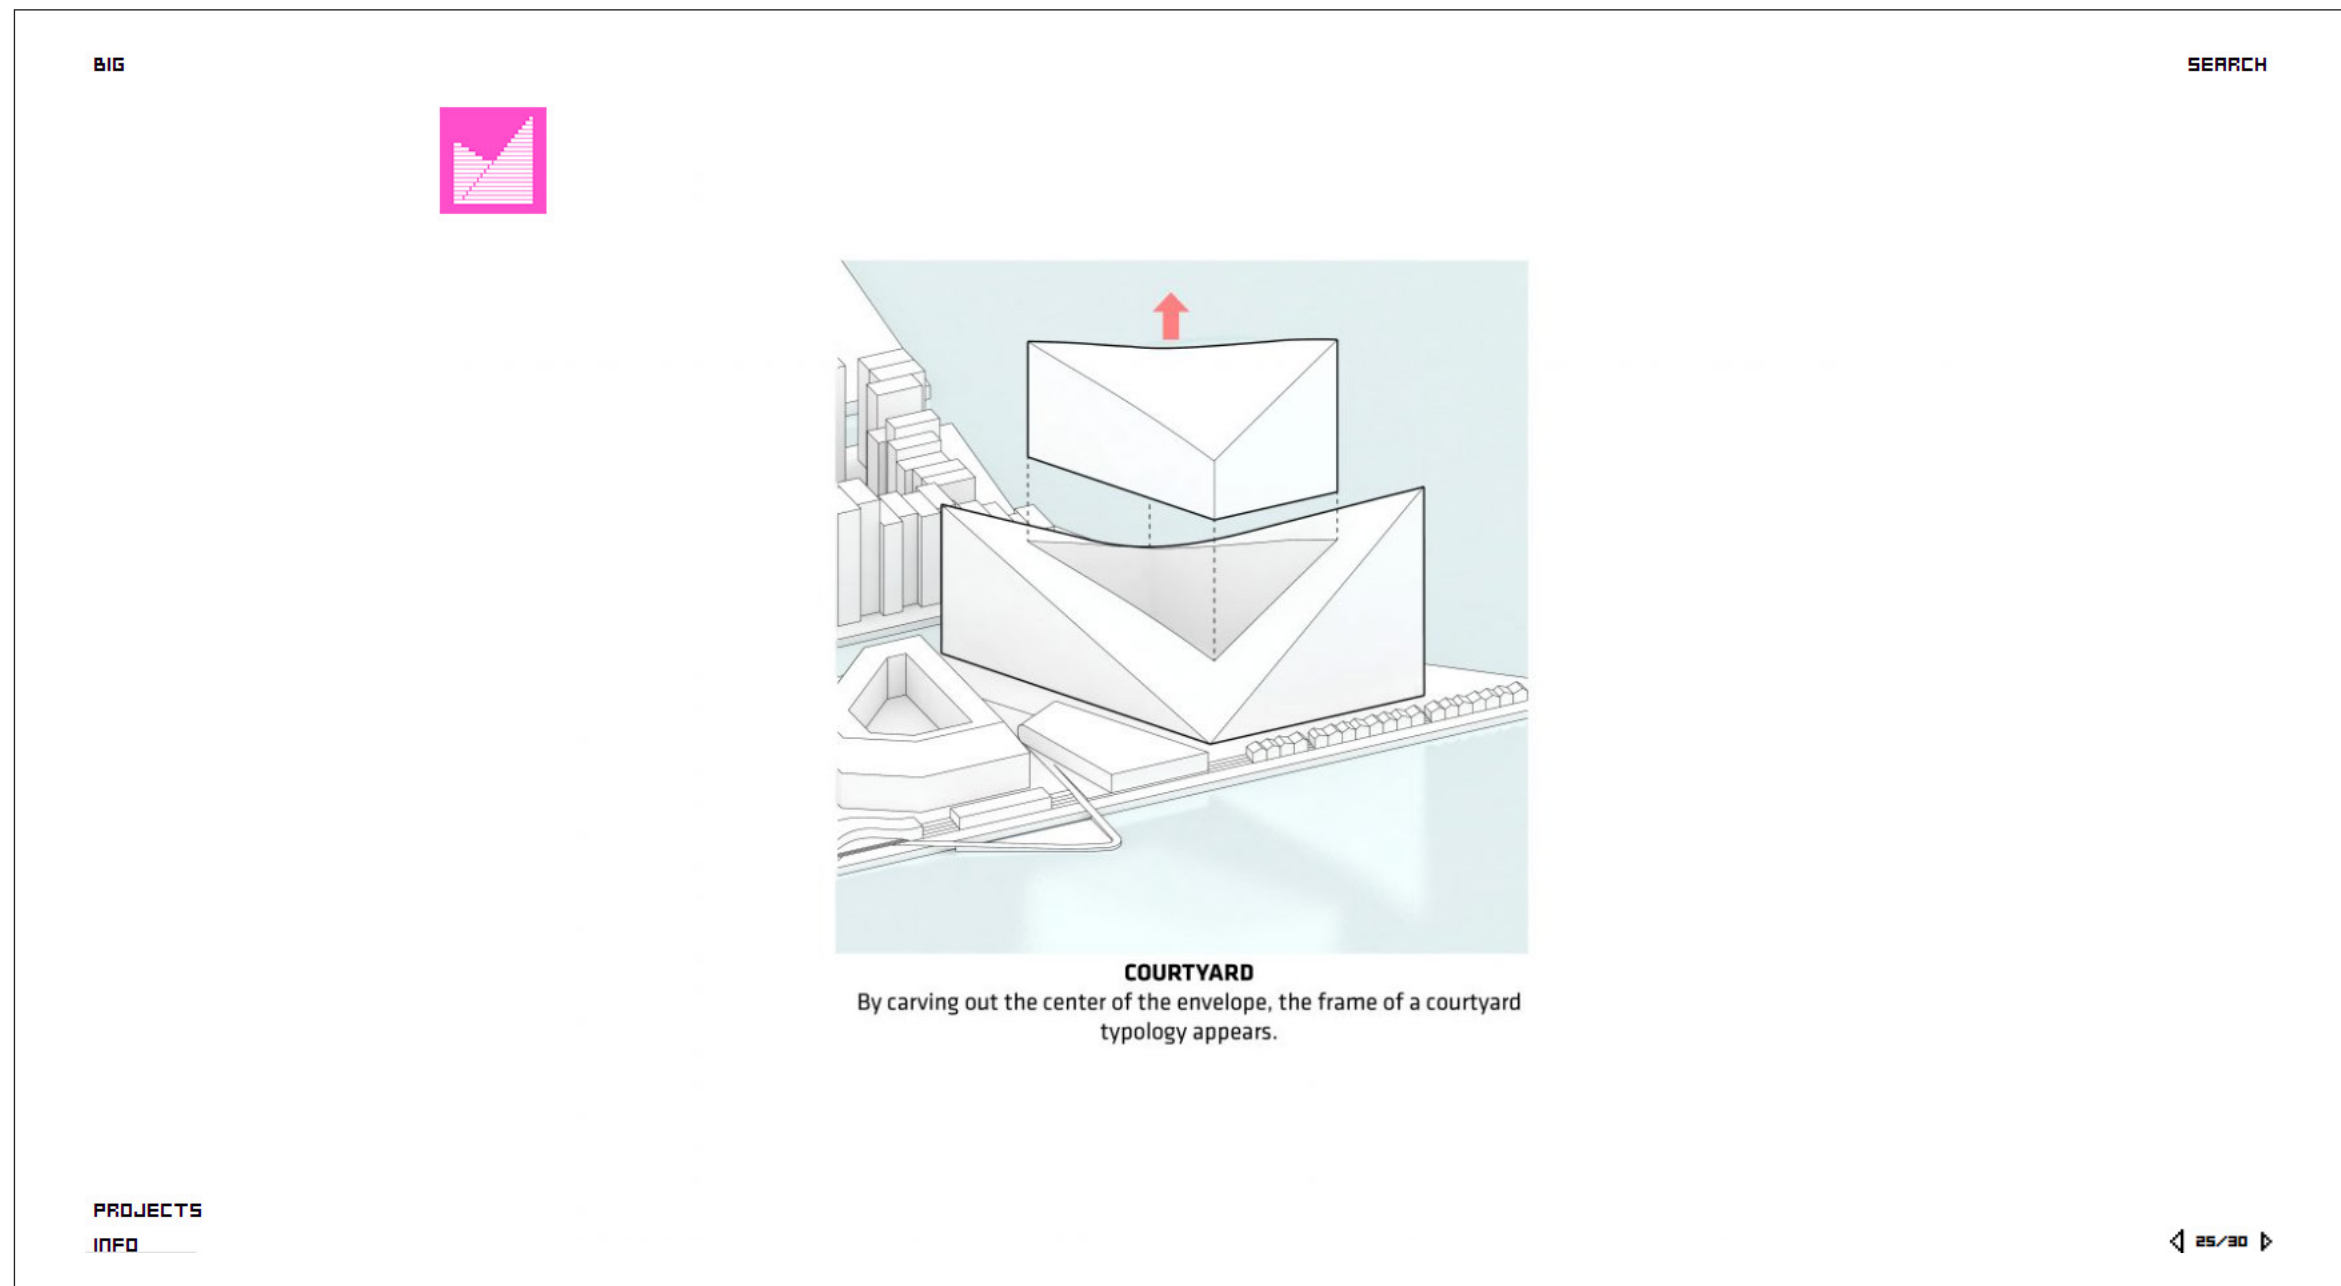 BIG
SEARCH
COURTYARD
By carving out the center of the envelope, the frame of a courtyard
typology appears.
PROJECTS
INFO
25/30